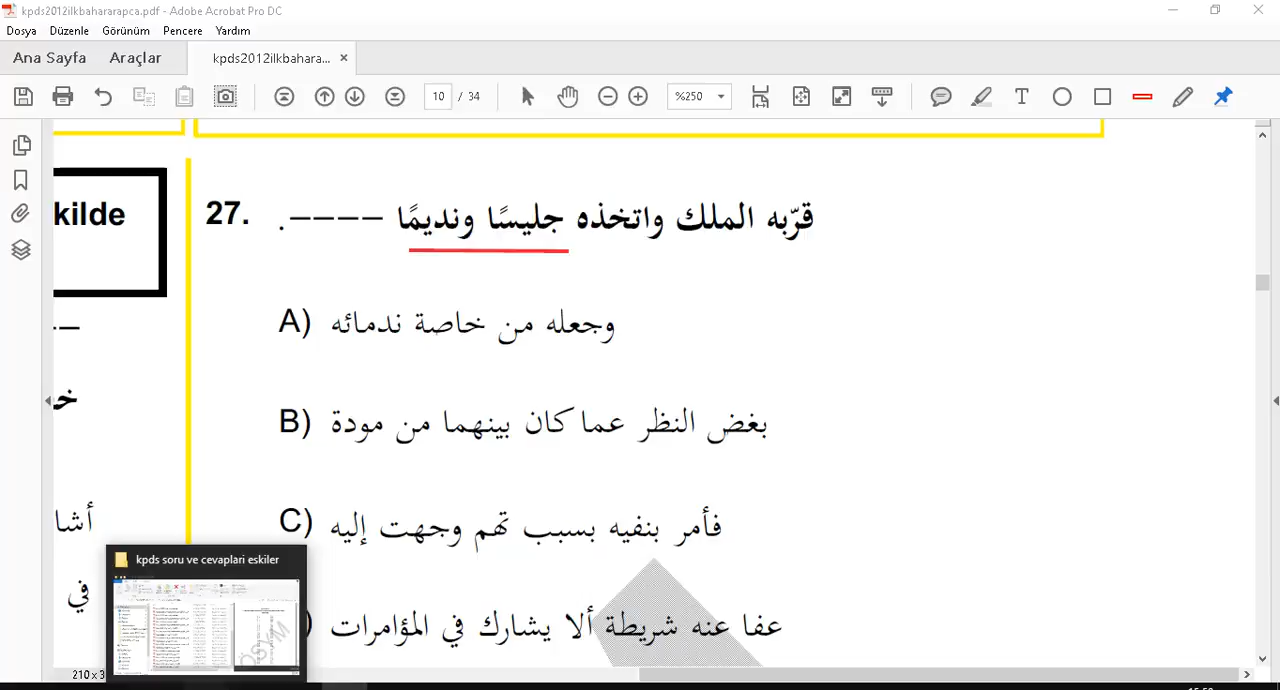 kpds2012ilkbahararapca.pdf - Adobe Acrobat Pro DC
Dosya Düzenle Görünüm Pencere Yardım
Ana Sayfa Araçlar kpds2012ilkbahara... ×
10 / 34 %250
kilde
27. قرّبه الملك واتخذه جليسًا ونديمًا ----.
A) وجعله من خاصة ندمائه
B) بغض النظر عما كان بينهما من مودة
C) فأمر بنفيه بسبب تهم وجهت إليه
أشا
kpds soru ve cevaplari eskiler
في
) عفا عنه شريطة ألا يشارك في المؤامرات
210 x 3